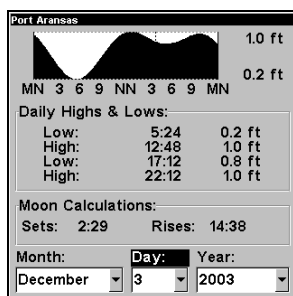 Port Aransas
1.0 ft
0.2 ft
MN 3 6 9 NN 3 6 9 MN
Daily Highs & Lows:
Low: 5:24 0.2 ft
High: 12:48 1.0 ft
Low: 17:12 0.8 ft
High: 22:12 1.0 ft
Moon Calculations:
Sets: 2:29 Rises: 14:38
Month: Day: Year:
December 3 2003